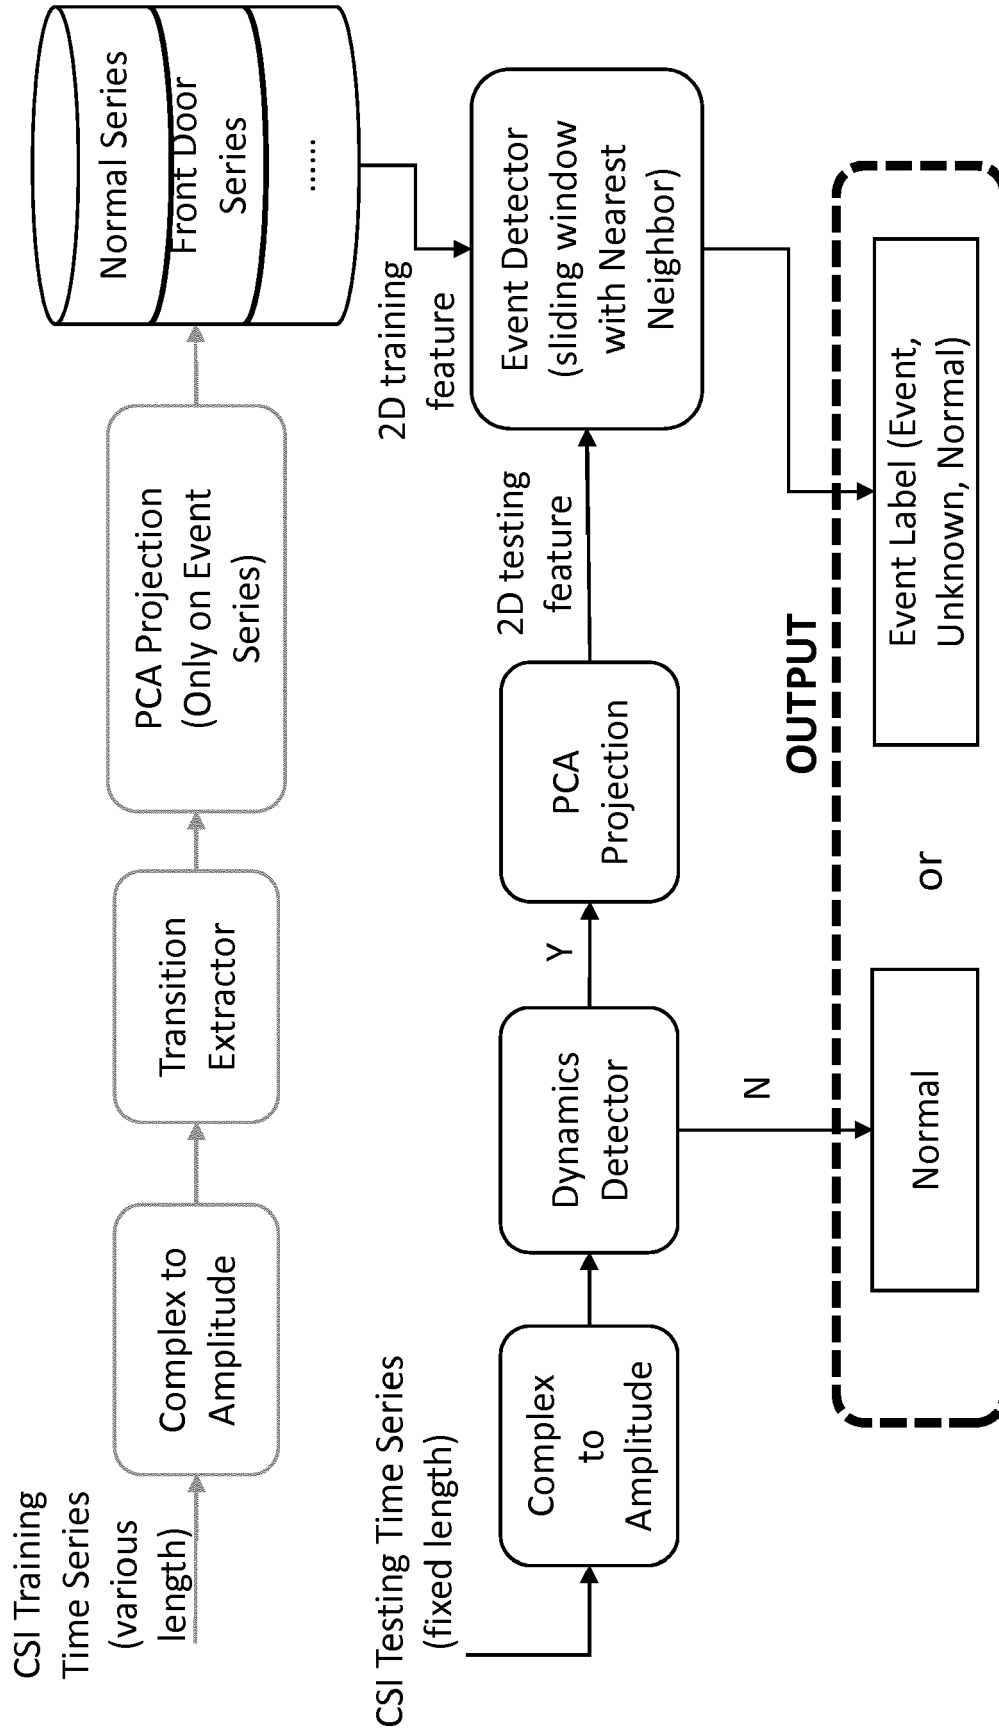 CSI Training
Time Series
(various
length)
Complex to
Amplitude
Transition
Extractor
PCA Projection
(Only on Event
Series)
Normal Series
Front Door
Series
......
2D training
feature
CSI Testing Time Series
(fixed length)
Complex
to
Amplitude
Dynamics
Detector
Y
N
PCA
Projection
2D testing
feature
Event Detector
(sliding window
with Nearest
Neighbor)
OUTPUT
Normal
or
Event Label (Event,
Unknown, Normal)